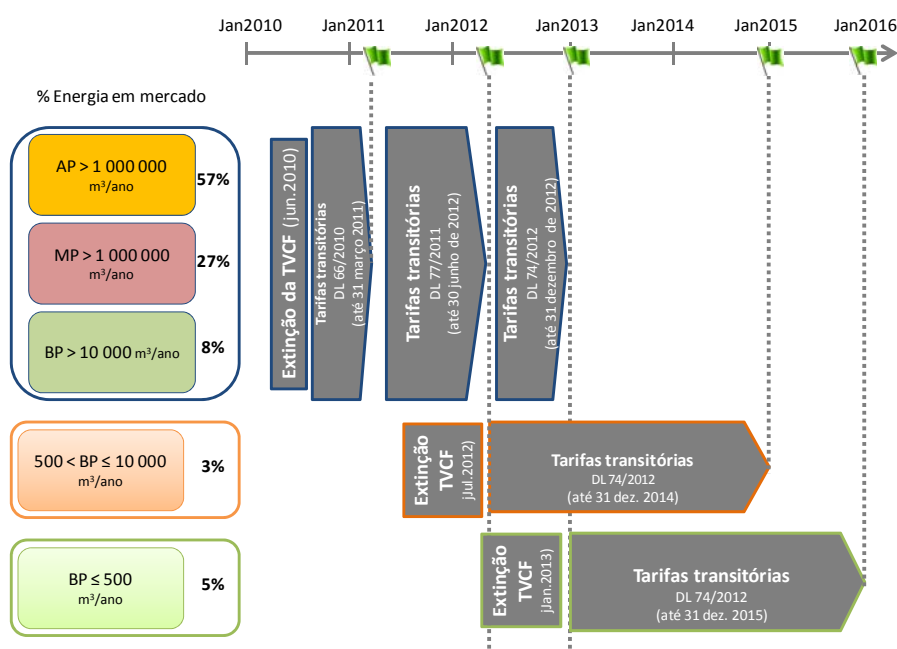 Jan2010 Jan2011 Jan2012 Jan2013 Jan2014 Jan2015 Jan2016
% Energia em mercado
AP > 1 000 000
m³/ano
57%
MP > 1 000 000
m³/ano
27%
BP > 10 000 m³/ano
8%
Extinção da TVCF (jun.2010)
Tarifas transitórias
DL 66/2010
(até 31 março 2011)
Tarifas transitórias
DL 77/2011
(até 30 junho de 2012)
Tarifas transitórias
DL 74/2012
(até 31 dezembro de 2012)
500 < BP ≤ 10 000
m³/ano
3%
Extinção
TVCF
jJul.2012)
Tarifas transitórias
DL 74/2012
(até 31 dez. 2014)
BP ≤ 500
m³/ano
5%
Extinção
TVCF
jJan.2013)
Tarifas transitórias
DL 74/2012
(até 31 dez. 2015)